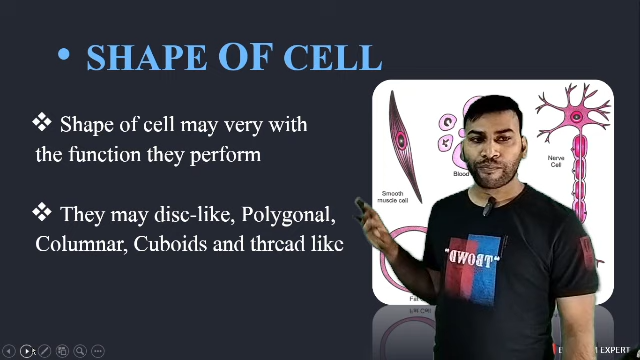 • SHAPE OF CELL
❖ Shape of cell may very with
the function they perform
❖ They may disc-like, Polygonal,
Columnar, Cuboids and thread like
Smooth
muscle cell
Blood
Nerve
Cell
"TBOWD"
EXPERT